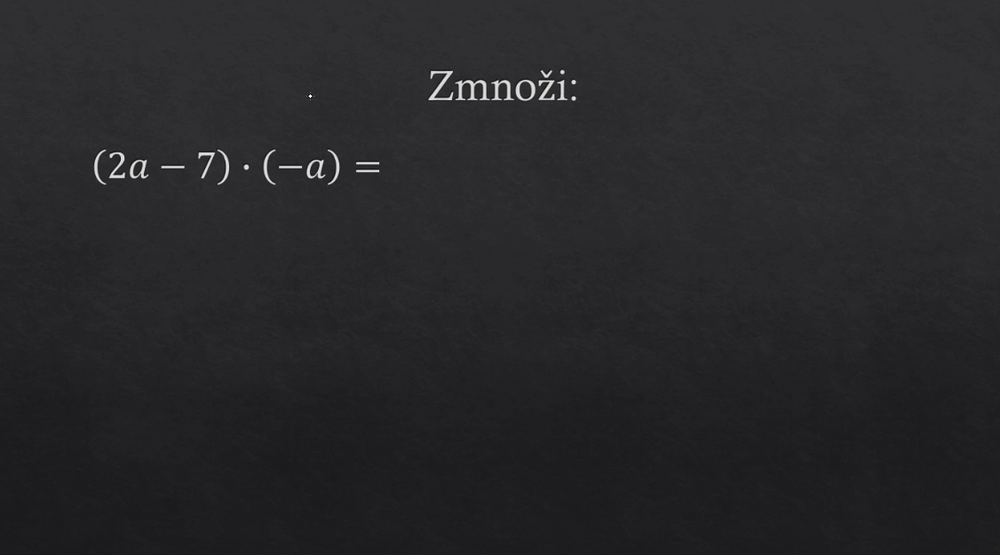 Zmnoži:
(2a − 7) · (−a) =